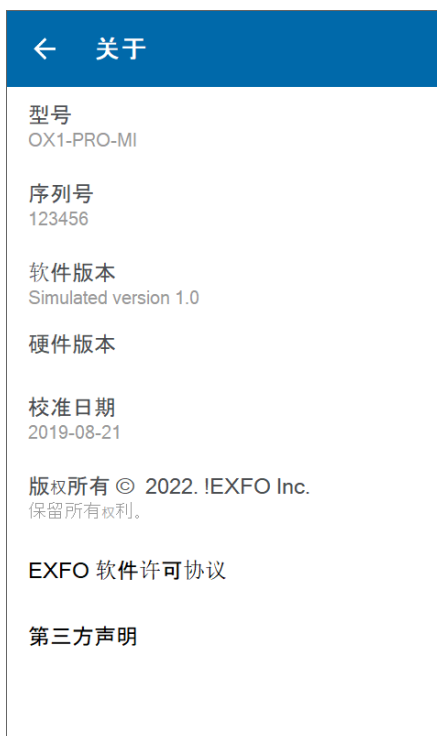 关于
型号
OX1-PRO-MI
序列号
123456
软件版本
Simulated version 1.0
硬件版本
校准日期
2019-08-21
版权所有 © 2022. !EXFO Inc.
保留所有权利。
EXFO 软件许可协议
第三方声明